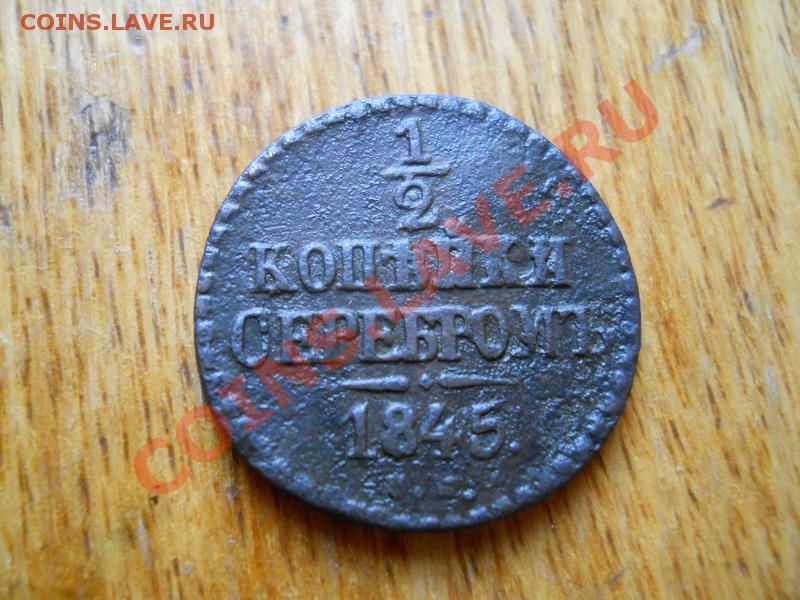 COINS.LAVE.RU
1
2
КОПѢЙКИ
СЕРЕБРОМЪ
1845.
COINS.LAVE.RU